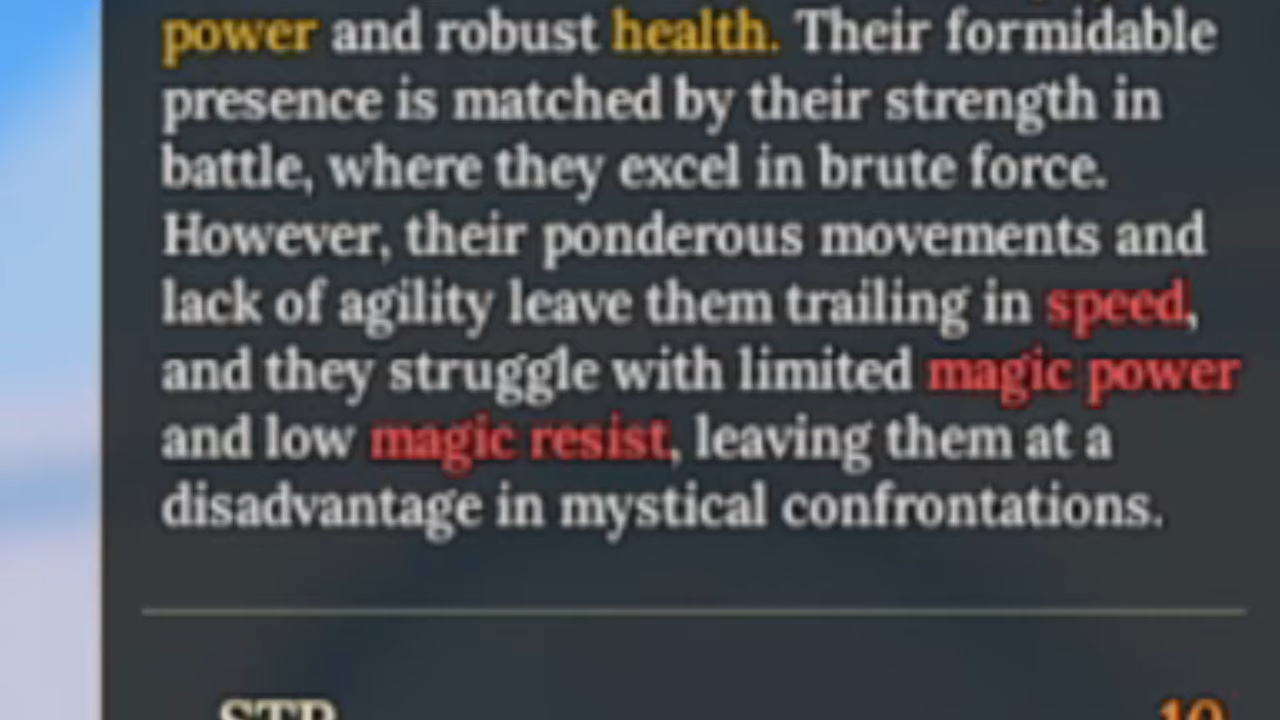 power and robust health. Their formidable
presence is matched by their strength in
battle, where they excel in brute force.
However, their ponderous movements and
lack of agility leave them trailing in speed,
and they struggle with limited magic power
and low magic resist, leaving them at a
disadvantage in mystical confrontations.
STR 10